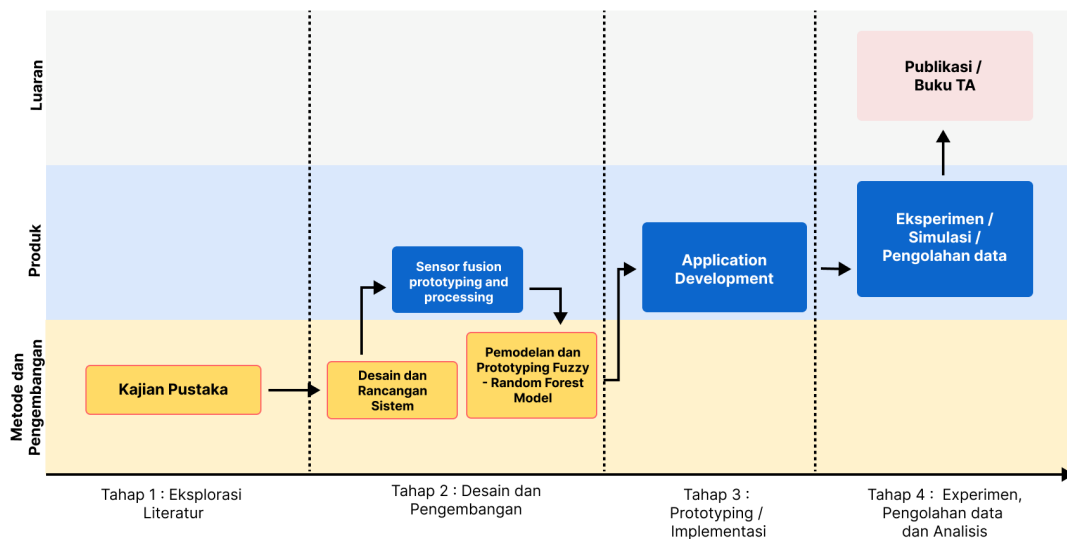 Luaran
Publikasi /
Buku TA
Produk
Sensor fusion
prototyping and
processing
Application
Development
Eksperimen /
Simulasi /
Pengolahan data
Metode dan
Pengembangan
Kajian Pustaka
Desain dan
Rancangan
Sistem
Pemodelan dan
Prototyping Fuzzy
- Random Forest
Model
Tahap 1 : Eksplorasi
Literatur
Tahap 2 : Desain dan
Pengembangan
Tahap 3 :
Prototyping /
Implementasi
Tahap 4 :  Experimen,
Pengolahan data
dan Analisis